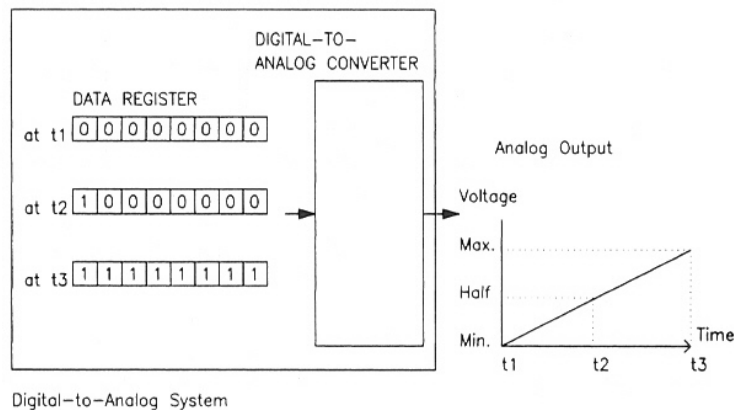 DIGITAL-TO-
ANALOG CONVERTER
DATA REGISTER
at t1 0 0 0 0 0 0 0 0
at t2 1 0 0 0 0 0 0 0
at t3 1 1 1 1 1 1 1 1
Analog Output
Voltage
Max.
Half
Min.
Time
t1 t2 t3
Digital-to-Analog System